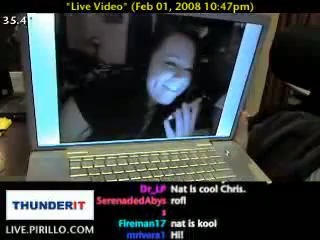 "Live Video" (Feb 01, 2008 10:47pm)
35.4°
Dr_LP Nat is cool Chris.
SerenadedAbys rofl
s
Fireman17 nat is kool
mrivera1 Hi!
THUNDERIT
LIVE.PIRILLO.COM